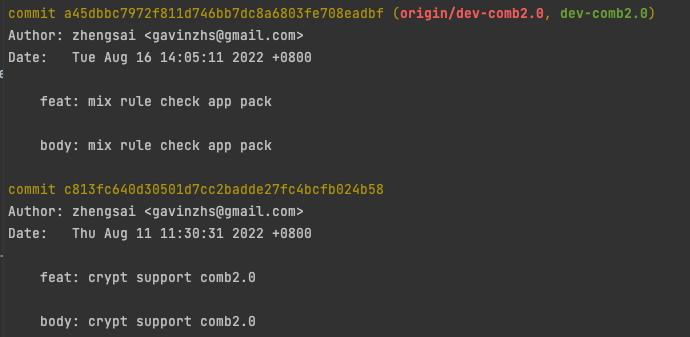 commit a45dbbc7972f811d746bb7dc8a6803fe708eadbf (origin/dev-comb2.0, dev-comb2.0)
Author: zhengsai <gavinzhs@gmail.com>
Date:   Tue Aug 16 14:05:11 2022 +0800
feat: mix rule check app pack
body: mix rule check app pack
commit c813fc640d30501d7cc2badde27fc4bcfb024b58
Author: zhengsai <gavinzhs@gmail.com>
Date:   Thu Aug 11 11:30:31 2022 +0800
feat: crypt support comb2.0
body: crypt support comb2.0